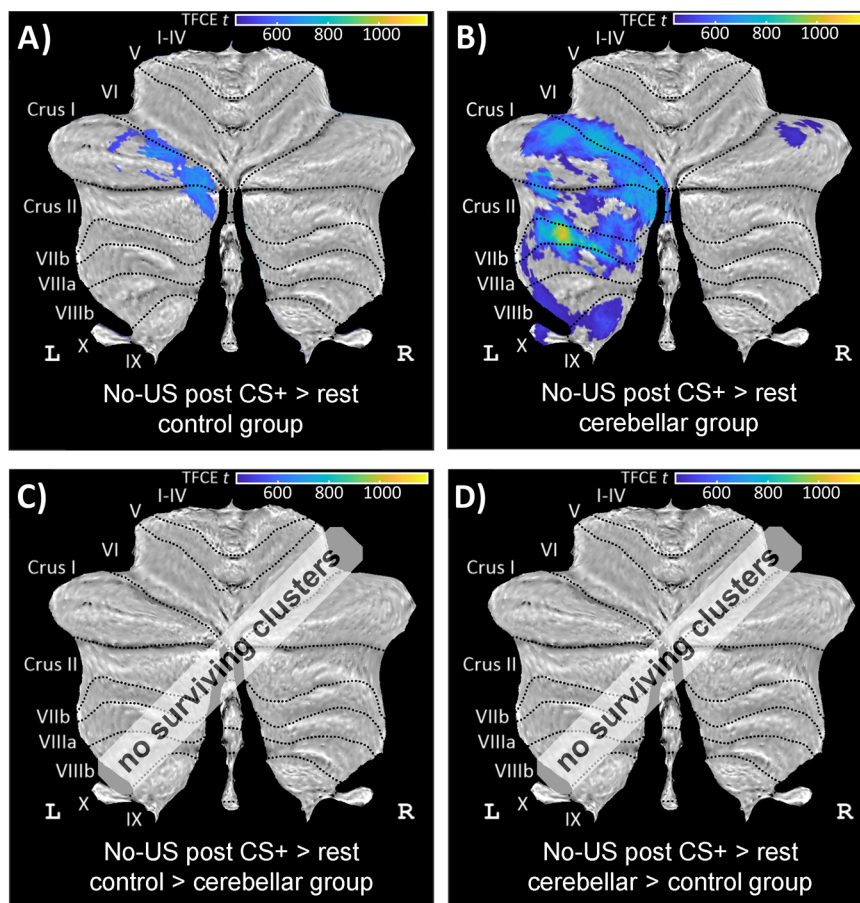 A)
TFCE t
600 800 1000
I-IV
V
VI
Crus I
Crus II
VIIb
VIIIa
VIIIb
X
IX
L
R
No-US post CS+ > rest
control group
B)
TFCE t
600 800 1000
I-IV
V
VI
Crus I
Crus II
VIIb
VIIIa
VIIIb
X
IX
L
R
No-US post CS+ > rest
cerebellar group
C)
TFCE t
600 800 1000
I-IV
V
VI
Crus I
Crus II
VIIb
VIIIa
VIIIb
X
IX
L
R
no surviving clusters
No-US post CS+ > rest
control > cerebellar group
D)
TFCE t
600 800 1000
I-IV
V
VI
Crus I
Crus II
VIIb
VIIIa
VIIIb
X
IX
L
R
no surviving clusters
No-US post CS+ > rest
cerebellar > control group